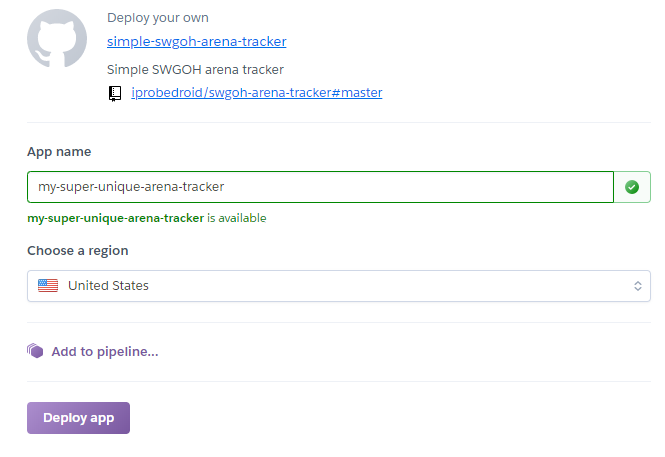 Deploy your own
simple-swgoh-arena-tracker
Simple SWGOH arena tracker
iprobedroid/swgoh-arena-tracker#master
App name
my-super-unique-arena-tracker
my-super-unique-arena-tracker is available
Choose a region
United States
Add to pipeline...
Deploy app